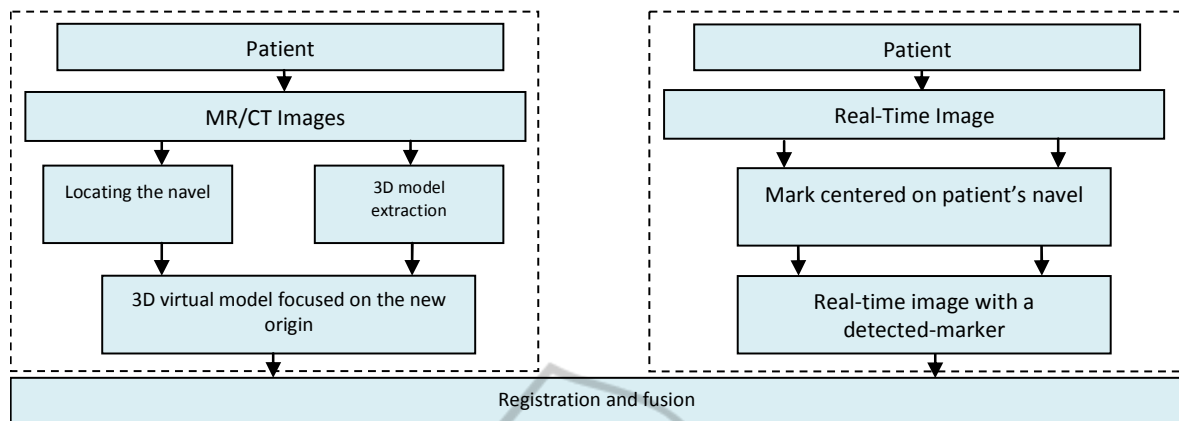 Patient
MR/CT Images
Locating the navel
3D model
extraction
3D virtual model focused on the new
origin
Patient
Real-Time Image
Mark centered on patient's navel
Real-time image with a
detected-marker
Registration and fusion